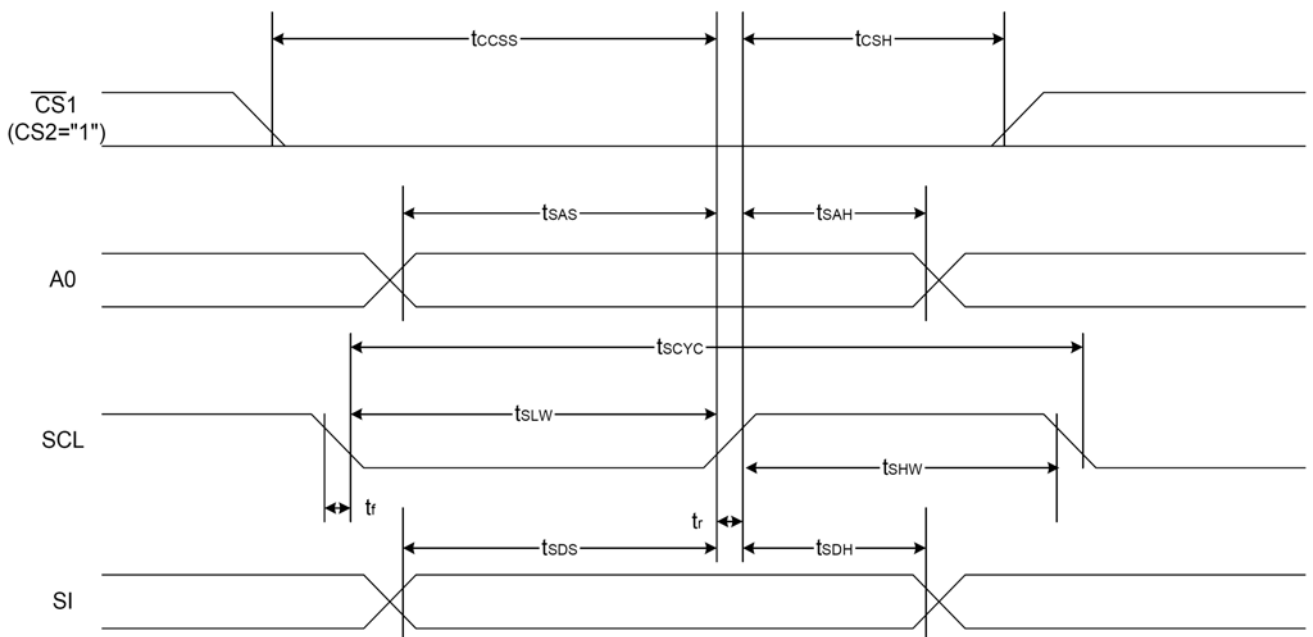 tCCSS
tCSH
CS1
(CS2="1")
tSAS
tSAH
A0
tSCYC
tSLW
SCL
tSHW
tf
tr
tSDS
tSDH
SI